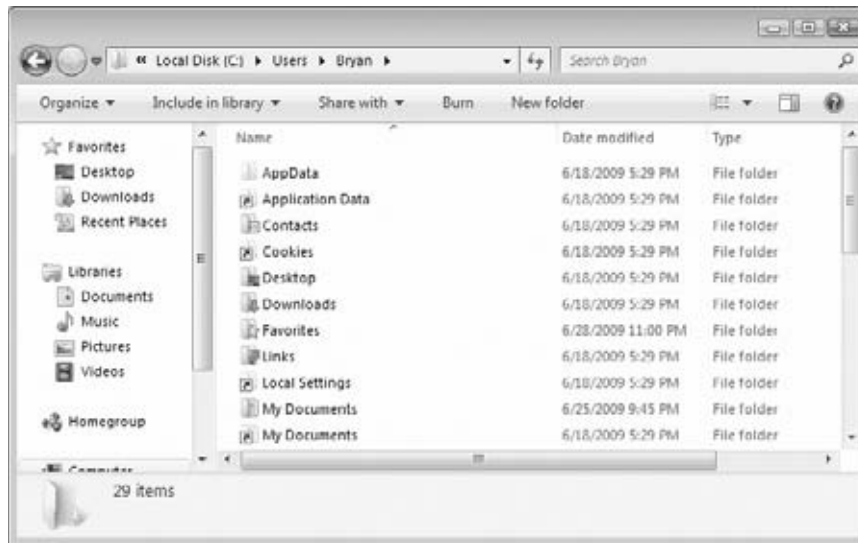 « Local Disk (C:) ▸ Users ▸ Bryan ▸ Search Bryan
Organize Include in library Share with Burn New folder
Favorites
Desktop
Downloads
Recent Places
Libraries
Documents
Music
Pictures
Videos
Homegroup
Computer
Name Date modified Type
AppData 6/18/2009 5:29 PM File folder
Application Data 6/18/2009 5:29 PM File folder
Contacts 6/18/2009 5:29 PM File folder
Cookies 6/18/2009 5:29 PM File folder
Desktop 6/18/2009 5:29 PM File folder
Downloads 6/18/2009 5:29 PM File folder
Favorites 6/28/2009 11:00 PM File folder
Links 6/18/2009 5:29 PM File folder
Local Settings 6/18/2009 5:29 PM File folder
My Documents 6/25/2009 9:45 PM File folder
My Documents 6/18/2009 5:29 PM File folder
29 items